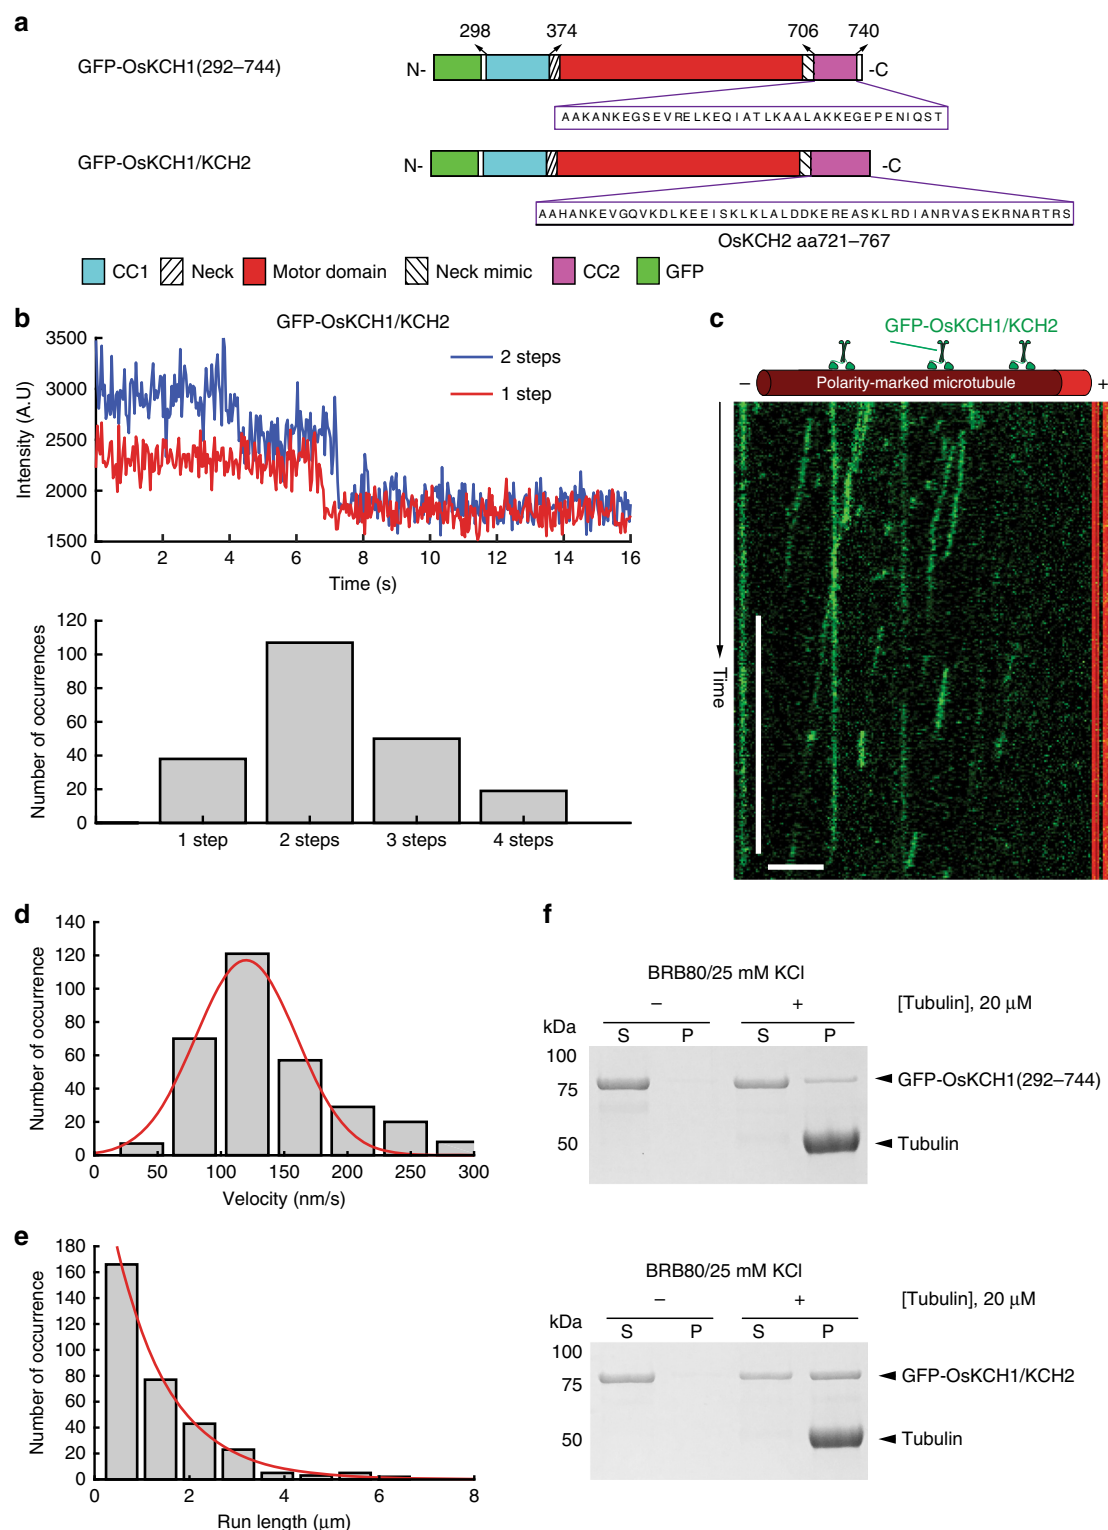 a
298 374 706 740
GFP-OsKCH1(292–744) N- -C
AAKANKEGSEVRELKEQIATLKAALAKKEGEPENIQST
GFP-OsKCH1/KCH2 N- -C
AAHANKEVGQVKDLKEEISKLKLALDDKEREASKLRDIANRVASEKRNARTRS
OsKCH2 aa721–767
CC1 Neck Motor domain Neck mimic CC2 GFP
b
GFP-OsKCH1/KCH2
3500
3000
2500
2000
1500
Intensity (A.U)
2 steps
1 step
0 2 4 6 8 10 12 14 16
Time (s)
120
100
80
60
40
20
0
Number of occurrences
1 step 2 steps 3 steps 4 steps
c
GFP-OsKCH1/KCH2
– Polarity-marked microtubule +
Time
d
140
120
100
80
60
40
20
0
Number of occurrence
0 50 100 150 200 250 300
Velocity (nm/s)
e
180
160
140
120
100
80
60
40
20
0
Number of occurrence
0 2 4 6 8
Run length (μm)
f
BRB80/25 mM KCl
– + [Tubulin], 20 μM
kDa S P S P
100
75
50
GFP-OsKCH1(292–744)
Tubulin
BRB80/25 mM KCl
– + [Tubulin], 20 μM
kDa S P S P
100
75
50
GFP-OsKCH1/KCH2
Tubulin